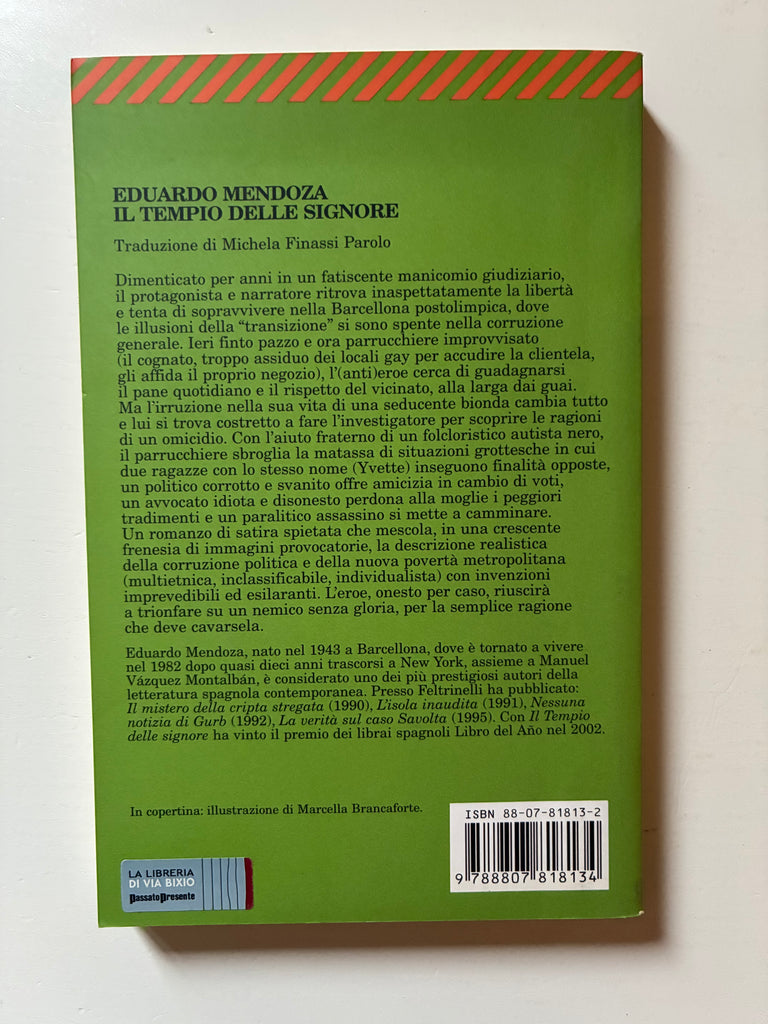 EDUARDO MENDOZA
IL TEMPIO DELLE SIGNORE
Traduzione di Michela Finassi Parolo
Dimenticato per anni in un fatiscente manicomio giudiziario,
il protagonista e narratore ritrova inaspettatamente la libertà
e tenta di sopravvivere nella Barcellona postolimpica, dove
le illusioni della “transizione” si sono spente nella corruzione
generale. Ieri finto pazzo e ora parrucchiere improvvisato
(il cognato, troppo assiduo dei locali gay per accudire la clientela,
gli affida il proprio negozio), l’(anti)eroe cerca di guadagnarsi
il pane quotidiano e il rispetto del vicinato, alla larga dai guai.
Ma l’irruzione nella sua vita di una seducente bionda cambia tutto
e lui si trova costretto a fare l’investigatore per scoprire le ragioni
di un omicidio. Con l’aiuto fraterno di un folcloristico autista nero,
il parrucchiere sbroglia la matassa di situazioni grottesche in cui
due ragazze con lo stesso nome (Yvette) inseguono finalità opposte,
un politico corrotto e svanito offre amicizia in cambio di voti,
un avvocato idiota e disonesto perdona alla moglie i peggiori
tradimenti e un paralitico assassino si mette a camminare.
Un romanzo di satira spietata che mescola, in una crescente
frenesia di immagini provocatorie, la descrizione realistica
della corruzione politica e della nuova povertà metropolitana
(multietnica, inclassificabile, individualista) con invenzioni
imprevedibili ed esilaranti. L’eroe, onesto per caso, riuscirà
a trionfare su un nemico senza gloria, per la semplice ragione
che deve cavarsela.
Eduardo Mendoza, nato nel 1943 a Barcellona, dove è tornato a vivere
nel 1982 dopo quasi dieci anni trascorsi a New York, assieme a Manuel
Vázquez Montalbán, è considerato uno dei più prestigiosi autori della
letteratura spagnola contemporanea. Presso Feltrinelli ha pubblicato:
Il mistero della cripta stregata (1990), L’isola inaudita (1991), Nessuna
notizia di Gurb (1992), La verità sul caso Savolta (1995). Con Il Tempio
delle signore ha vinto il premio dei librai spagnoli Libro del Año nel 2002.
In copertina: illustrazione di Marcella Brancaforte.
ISBN 88-07-81813-2
9 788807 818134
LA LIBRERIA
DI VIA BIXIO
PassatoPresente